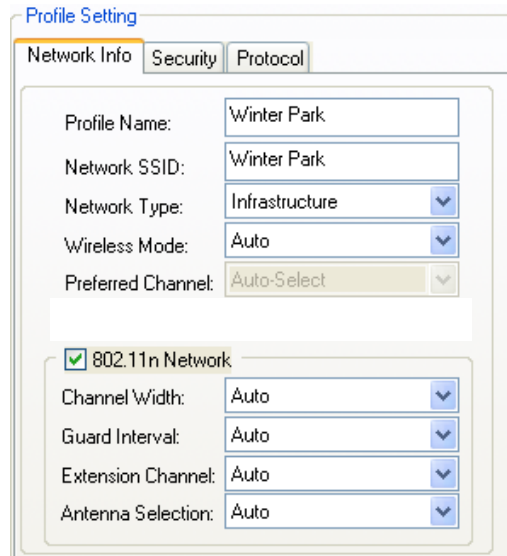 Profile Setting
Network Info Security Protocol
Profile Name: Winter Park
Network SSID: Winter Park
Network Type: Infrastructure
Wireless Mode: Auto
Preferred Channel: Auto-Select
802.11n Network
Channel Width: Auto
Guard Interval: Auto
Extension Channel: Auto
Antenna Selection: Auto